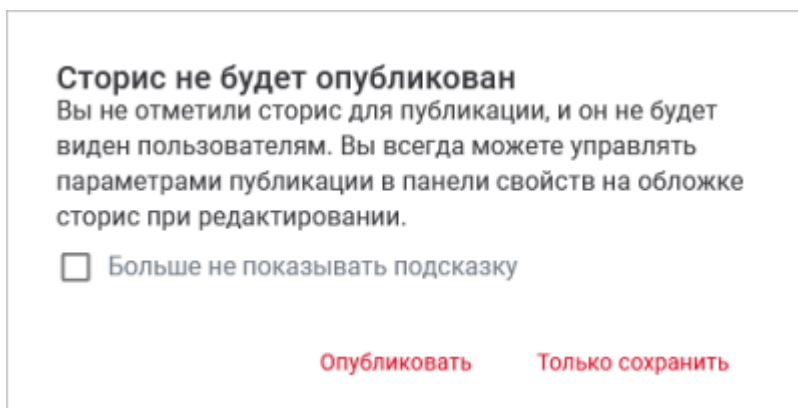 Сторис не будет опубликован
Вы не отметили сторис для публикации, и он не будет
виден пользователям. Вы всегда можете управлять
параметрами публикации в панели свойств на обложке
сторис при редактировании.
Больше не показывать подсказку
Опубликовать Только сохранить